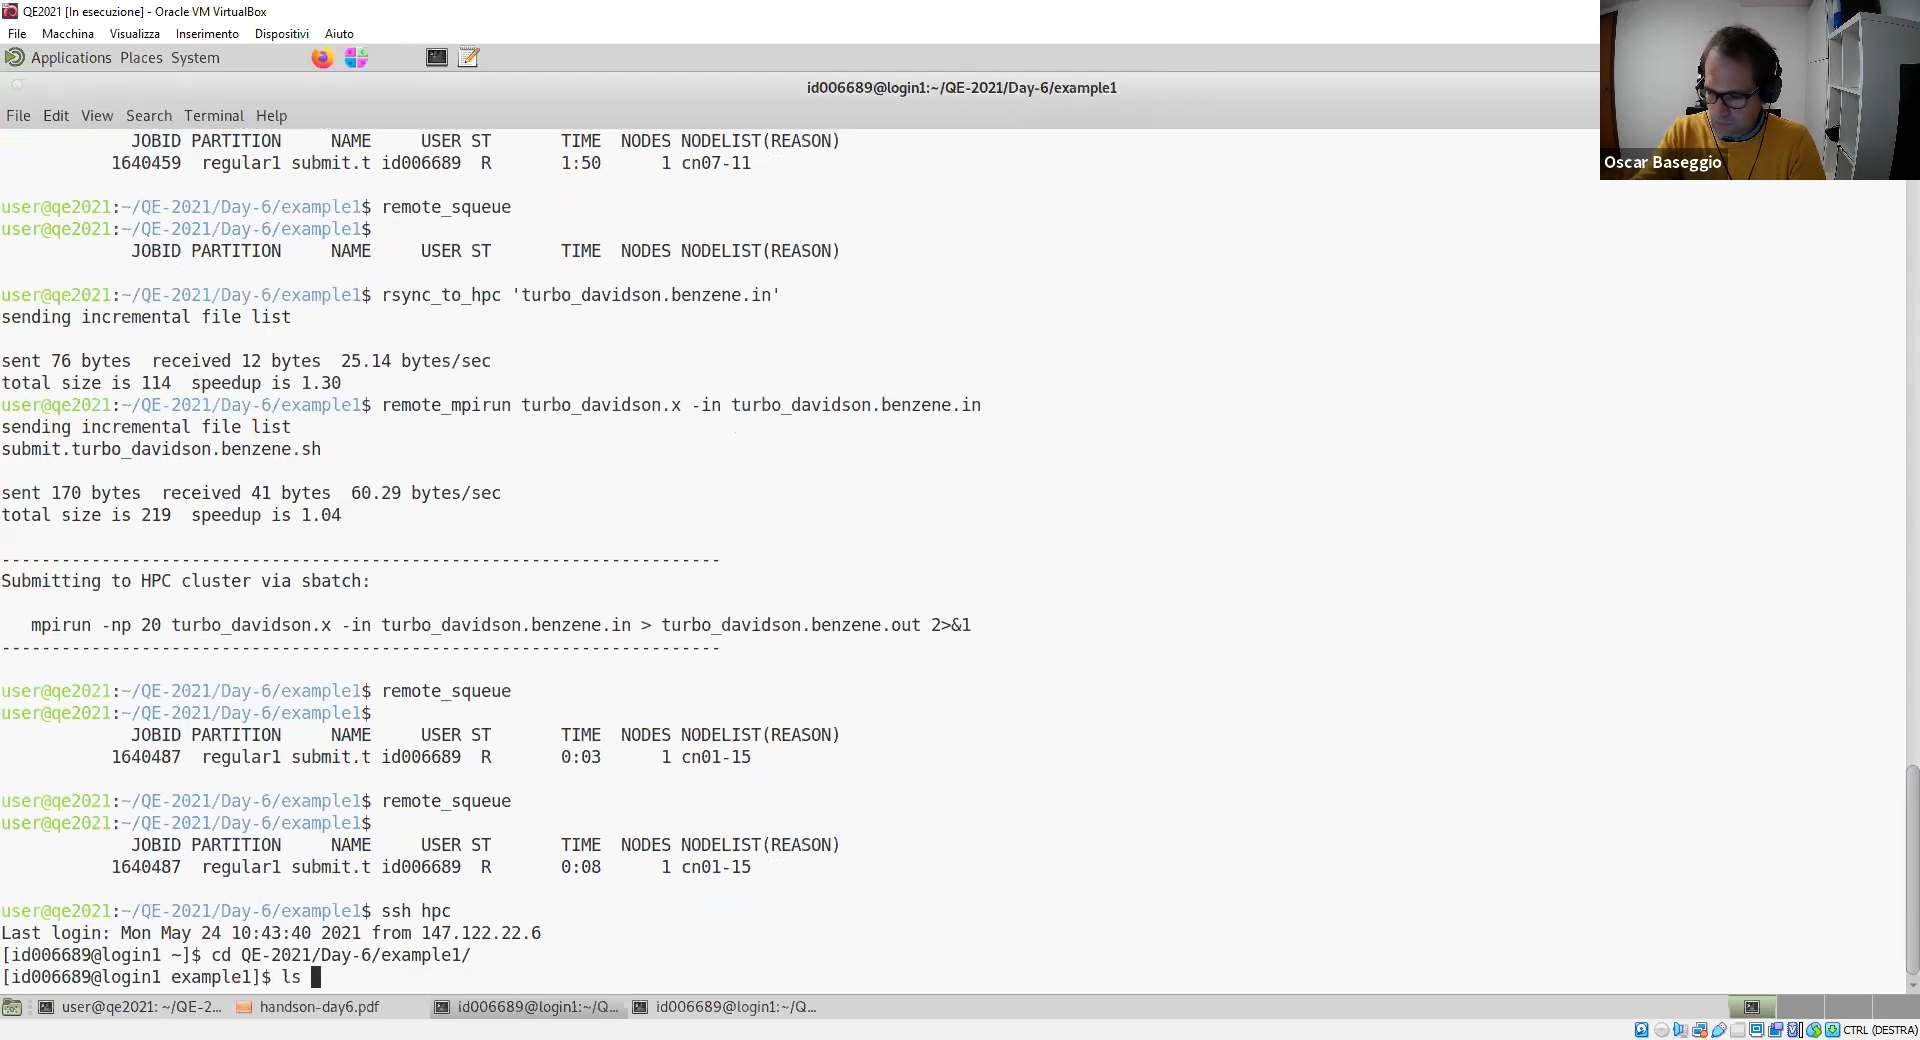 QE2021 [In esecuzione] - Oracle VM VirtualBox
File Macchina Visualizza Inserimento Dispositivi Aiuto
Applications Places System
id006689@login1:~/QE-2021/Day-6/example1
File Edit View Search Terminal Help
JOBID PARTITION NAME USER ST TIME NODES NODELIST(REASON)
1640459 regular1 submit.t id006689 R 1:50 1 cn07-11
user@qe2021:~/QE-2021/Day-6/example1$ remote_squeue
user@qe2021:~/QE-2021/Day-6/example1$
JOBID PARTITION NAME USER ST TIME NODES NODELIST(REASON)
user@qe2021:~/QE-2021/Day-6/example1$ rsync_to_hpc 'turbo_davidson.benzene.in'
sending incremental file list
sent 76 bytes received 12 bytes 25.14 bytes/sec
total size is 114 speedup is 1.30
user@qe2021:~/QE-2021/Day-6/example1$ remote_mpirun turbo_davidson.x -in turbo_davidson.benzene.in
sending incremental file list
submit.turbo_davidson.benzene.sh
sent 170 bytes received 41 bytes 60.29 bytes/sec
total size is 219 speedup is 1.04
------------------------------------------------------------------------
Submitting to HPC cluster via sbatch:
mpirun -np 20 turbo_davidson.x -in turbo_davidson.benzene.in > turbo_davidson.benzene.out 2>&1
------------------------------------------------------------------------
user@qe2021:~/QE-2021/Day-6/example1$ remote_squeue
user@qe2021:~/QE-2021/Day-6/example1$
JOBID PARTITION NAME USER ST TIME NODES NODELIST(REASON)
1640487 regular1 submit.t id006689 R 0:03 1 cn01-15
user@qe2021:~/QE-2021/Day-6/example1$ remote_squeue
user@qe2021:~/QE-2021/Day-6/example1$
JOBID PARTITION NAME USER ST TIME NODES NODELIST(REASON)
1640487 regular1 submit.t id006689 R 0:08 1 cn01-15
user@qe2021:~/QE-2021/Day-6/example1$ ssh hpc
Last login: Mon May 24 10:43:40 2021 from 147.122.22.6
[id006689@login1 ~]$ cd QE-2021/Day-6/example1/
[id006689@login1 example1]$ ls
user@qe2021: ~/QE-2... handson-day6.pdf id006689@login1:~/Q... id006689@login1:~/Q...
CTRL (DESTRA)
Oscar Baseggio